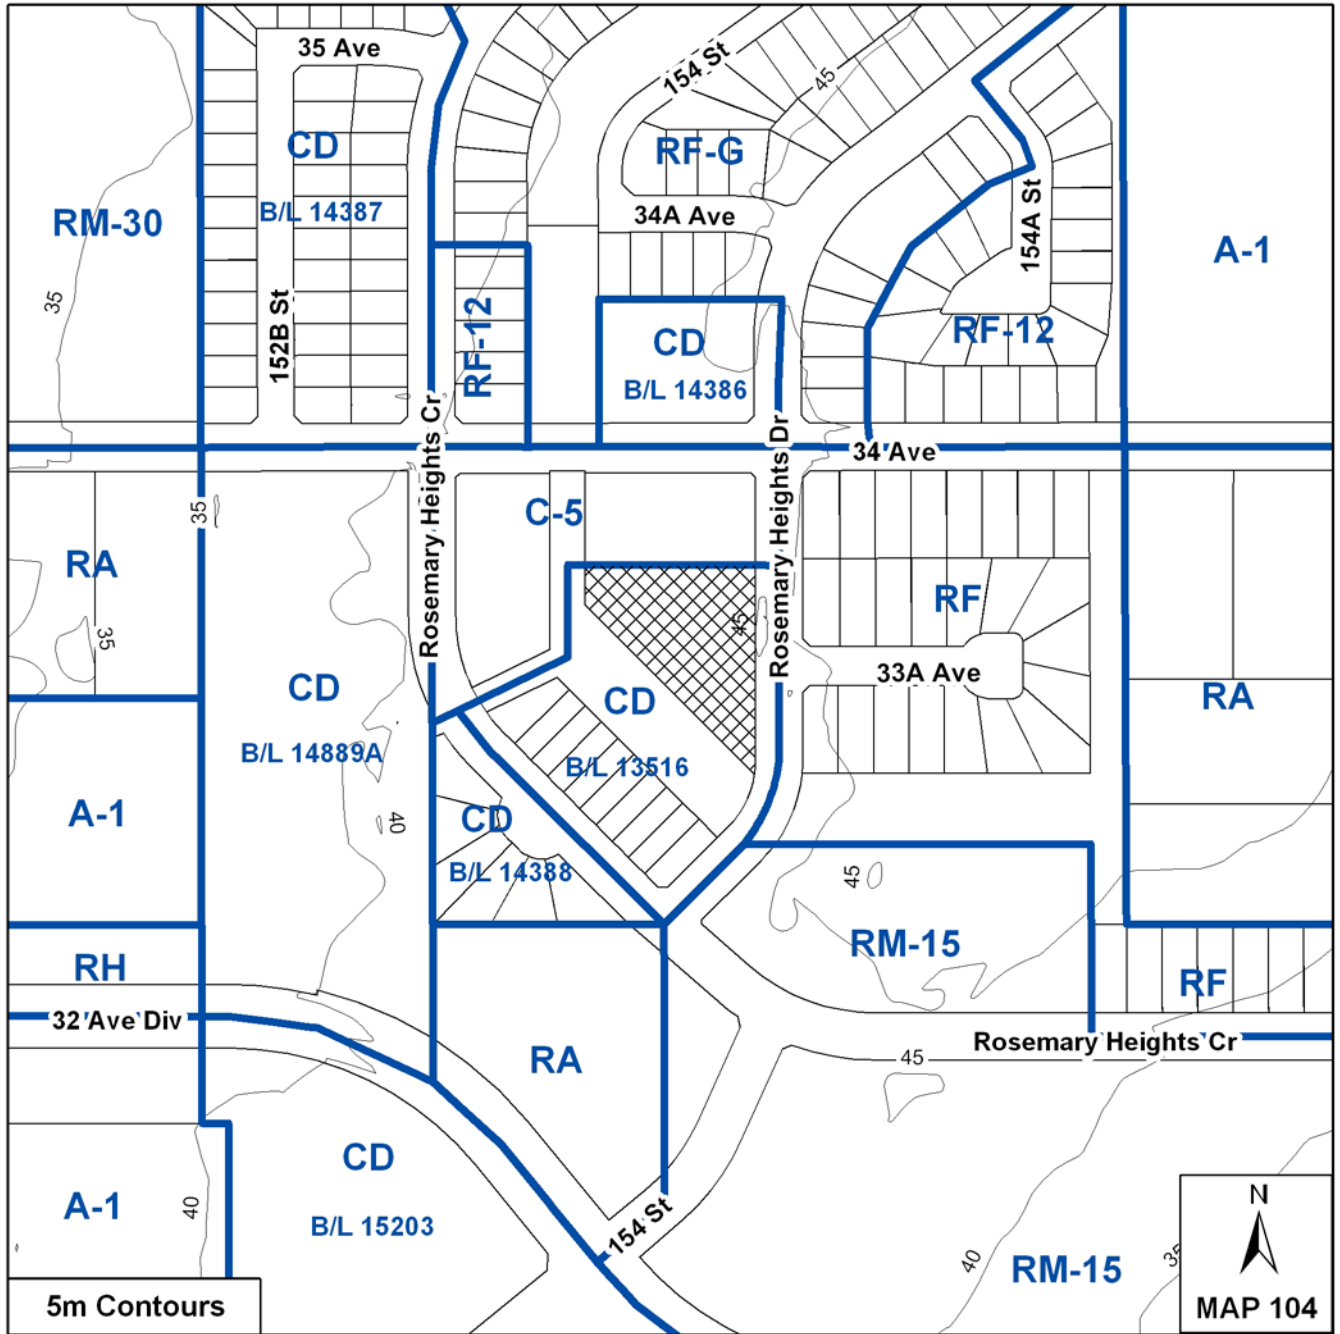 35 Ave
154 St
45
CD
RF-G
B/L 14387
34A Ave
154A St
RM-30
A-1
35
152B St
RF-12
CD
RF-12
B/L 14386
Rosemary Heights Cr
Rosemary Heights Dr
34 Ave
35
C-5
RA
RF
35
45
33A Ave
CD
CD
RA
B/L 14889A
B/L 13516
A-1
40
CD
B/L 14388
45
RM-15
RH
RF
32 Ave Div
Rosemary Heights Cr
RA
45
CD
A-1
40
B/L 15203
154 St
N
40
RM-15
35
5m Contours
MAP 104